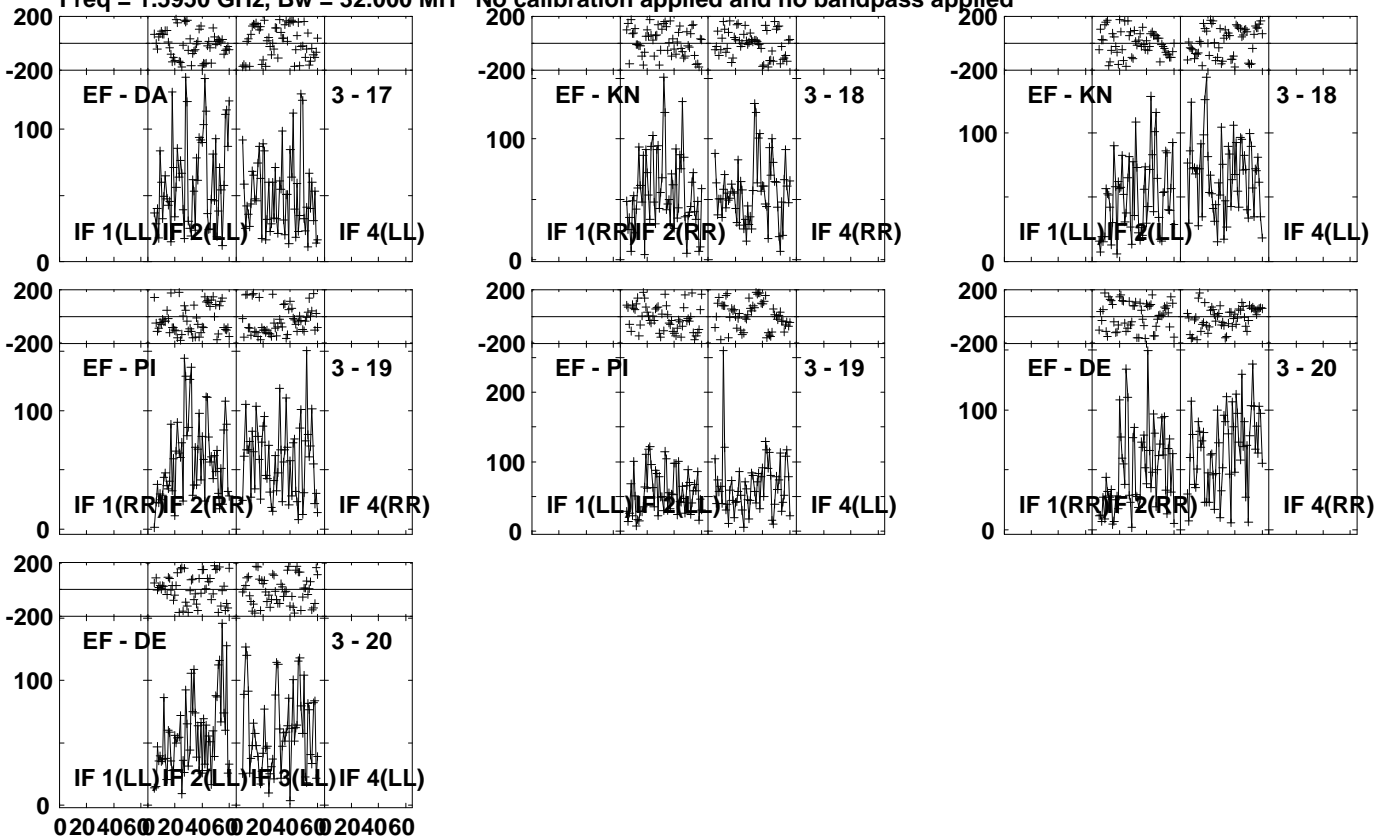 Freq = 1.5950 GHz, Bw = 32.000 MH No calibration applied and no bandpass applied
200
-200
EF - DA
3 - 17
100
IF 1(LL)
IF 2(LL)
IF 4(LL)
0
200
-200
EF - KN
3 - 18
100
IF 1(RR)
IF 2(RR)
IF 4(RR)
0
200
-200
EF - KN
3 - 18
100
IF 1(LL)
IF 2(LL)
IF 4(LL)
0
200
-200
EF - PI
3 - 19
100
IF 1(RR)
IF 2(RR)
IF 4(RR)
0
200
-200
EF - PI
3 - 19
200
100
IF 1(LL)
IF 2(LL)
IF 4(LL)
0
200
-200
EF - DE
3 - 20
100
IF 1(RR)
IF 2(RR)
IF 4(RR)
0
200
-200
EF - DE
3 - 20
100
IF 1(LL)
IF 2(LL)
IF 3(LL)
IF 4(LL)
0
0 20 40 60 0 20 40 60 0 20 40 60 0 20 40 60